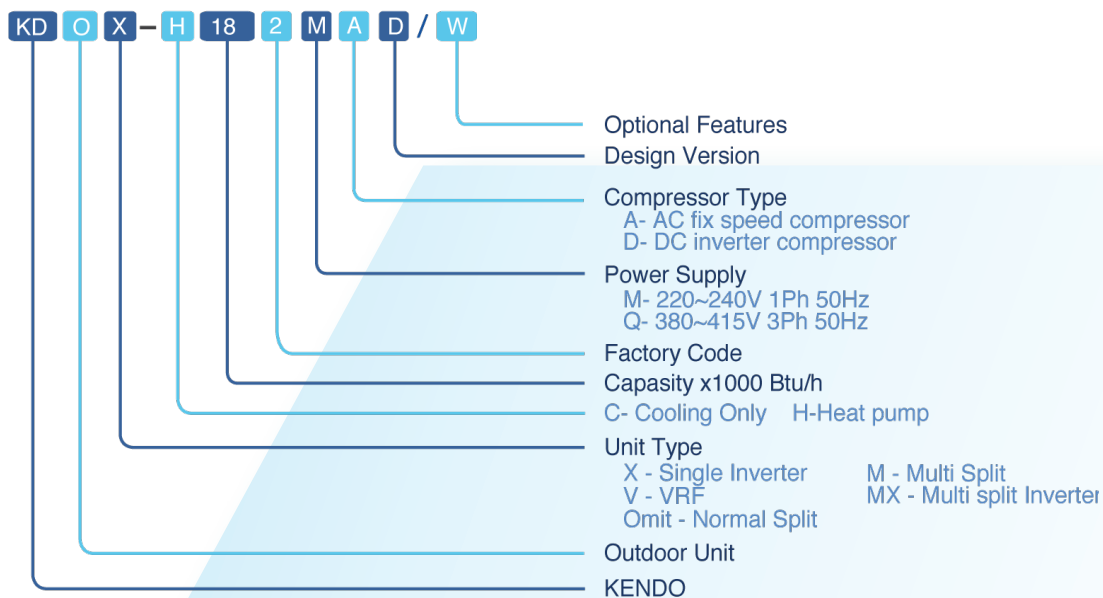 KD O X - H 18 2 M A D / W
Optional Features
Design Version
Compressor Type
A- AC fix speed compressor
D- DC inverter compressor
Power Supply
M- 220~240V 1Ph 50Hz
Q- 380~415V 3Ph 50Hz
Factory Code
Capasity x1000 Btu/h
C- Cooling Only H-Heat pump
Unit Type
X - Single Inverter M - Multi Split
V - VRF MX - Multi split Inverter
Omit - Normal Split
Outdoor Unit
KENDO